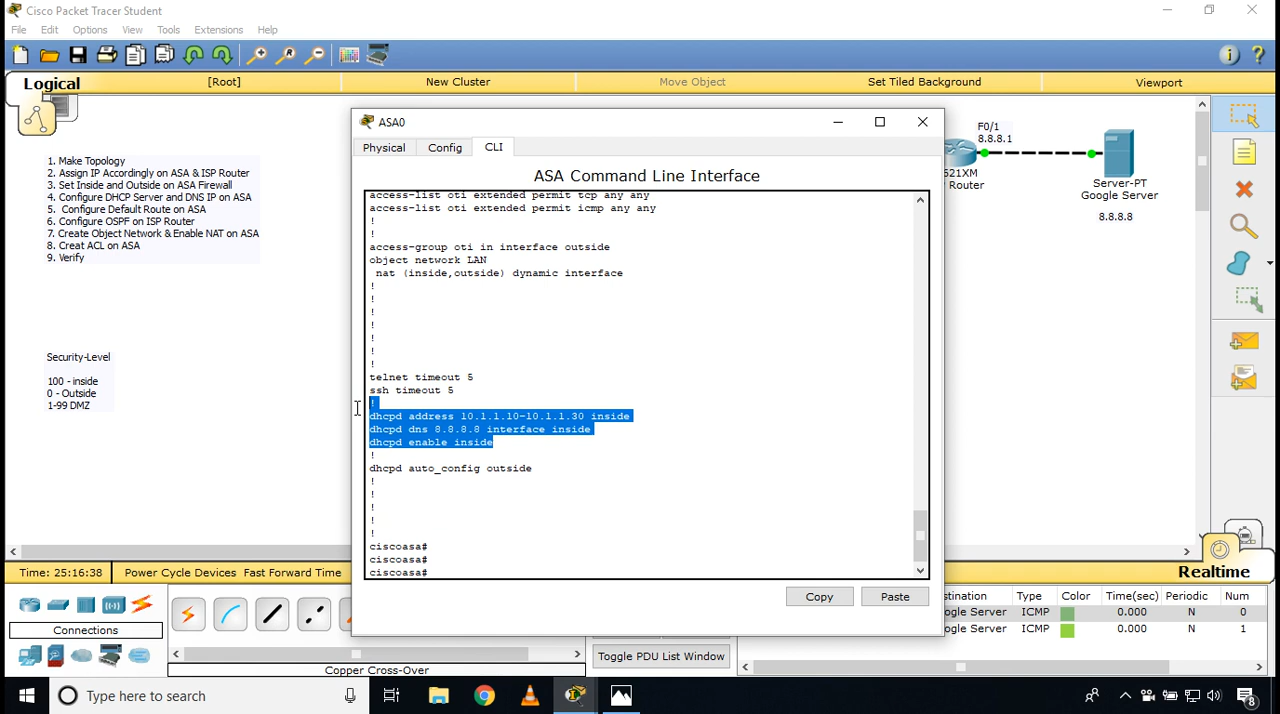 Cisco Packet Tracer Student
File Edit Options View Tools Extensions Help
Logical [Root] New Cluster Move Object Set Tiled Background Viewport
1. Make Topology
2. Assign IP Accordingly on ASA & ISP Router
3. Set Inside and Outside on ASA Firewall
4. Configure DHCP Server and DNS IP on ASA
5. Configure Default Route on ASA
6. Configure OSPF on ISP Router
7. Create Object Network & Enable NAT on ASA
8. Creat ACL on ASA
9. Verify
Security-Level
100 - inside
0 - Outside
1-99 DMZ
ASA0
Physical Config CLI
ASA Command Line Interface
access-list oti extended permit tcp any any
access-list oti extended permit icmp any any
!
!
access-group oti in interface outside
object network LAN
nat (inside,outside) dynamic interface
!
!
!
!
!
!
!
telnet timeout 5
ssh timeout 5
!
dhcpd address 10.1.1.10-10.1.1.30 inside
dhcpd dns 8.8.8.8 interface inside
dhcpd enable inside
!
dhcpd auto_config outside
!
!
!
!
!
ciscoasa#
ciscoasa#
ciscoasa#
Copy Paste
F0/1
8.8.8.1
621XM
Router
Server-PT
Google Server
8.8.8.8
Time: 25:16:38 Power Cycle Devices Fast Forward Time
Realtime
Connections
Copper Cross-Over
Toggle PDU List Window
stination Type Color Time(sec) Periodic Num
ogle Server ICMP 0.000 N 0
ogle Server ICMP 0.000 N 1
Type here to search
8